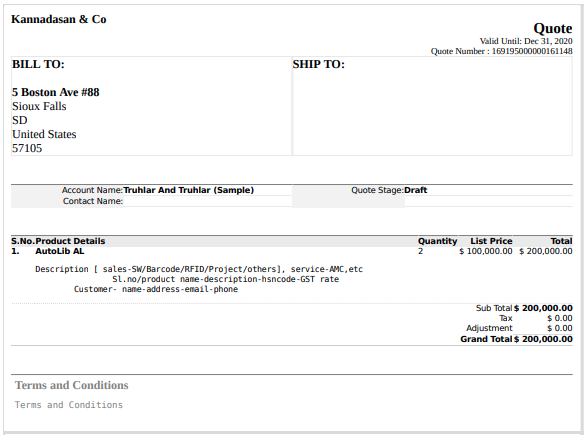 Kannadasan & Co
Quote
Valid Until: Dec 31, 2020
Quote Number : 169195000000161148
BILL TO:
5 Boston Ave #88
Sioux Falls
SD
United States
57105
SHIP TO:
Account Name:Truhlar And Truhlar (Sample) Quote Stage:Draft
Contact Name:
S.No.Product Details Quantity List Price Total
1. AutoLib AL 2 $ 100,000.00 $ 200,000.00
Description [ sales-SW/Barcode/RFID/Project/others], service-AMC,etc
Sl.no/product name-description-hsncode-GST rate
Customer- name-address-email-phone
Sub Total $ 200,000.00
Tax $ 0.00
Adjustment $ 0.00
Grand Total $ 200,000.00
Terms and Conditions
Terms and Conditions